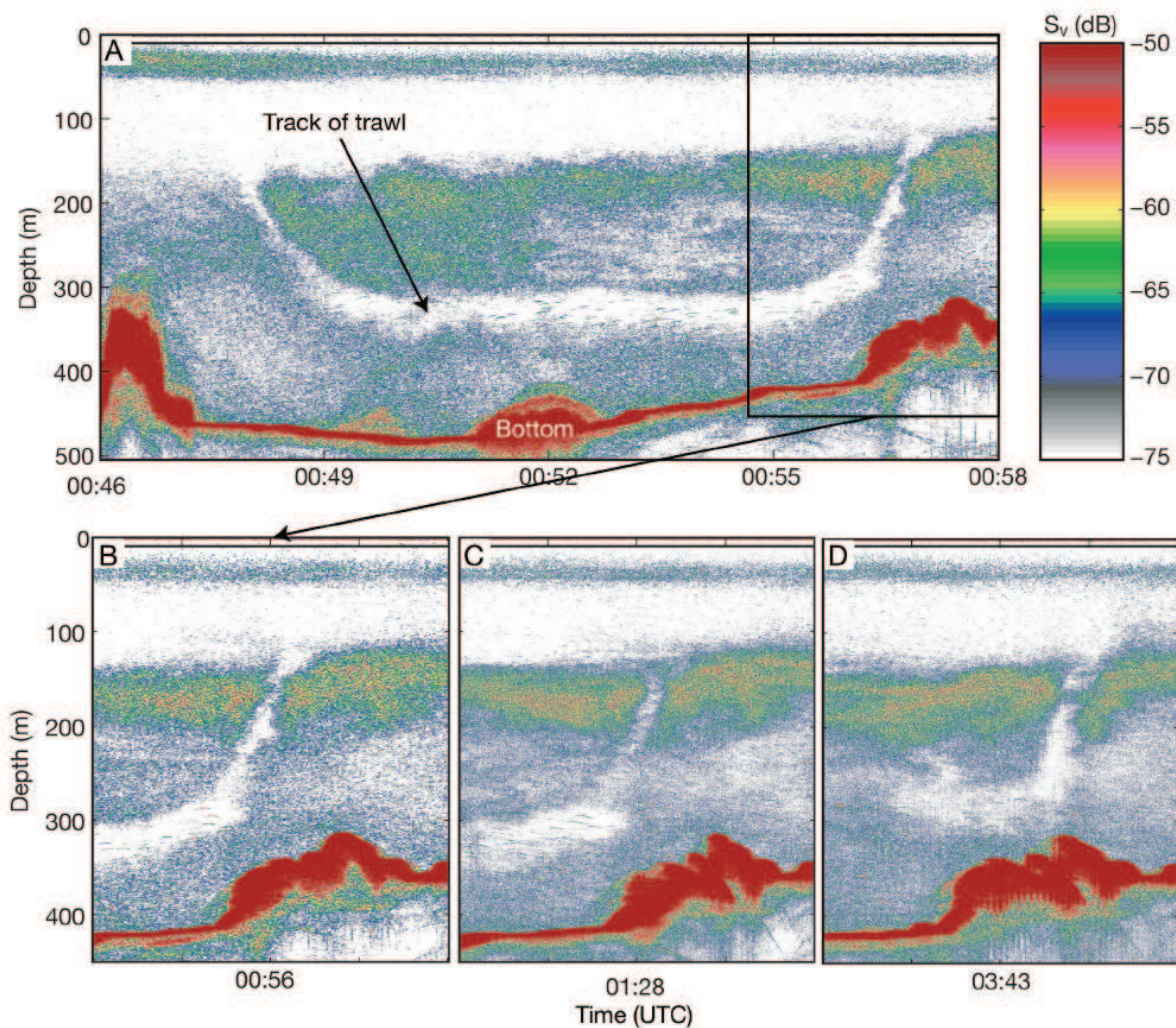 A
Track of trawl
Bottom
Depth (m)
0
100
200
300
400
500
00:46
00:49
00:52
00:55
00:58
Sv (dB)
−50
−55
−60
−65
−70
−75
B
C
D
Depth (m)
0
100
200
300
400
00:56
01:28
03:43
Time (UTC)